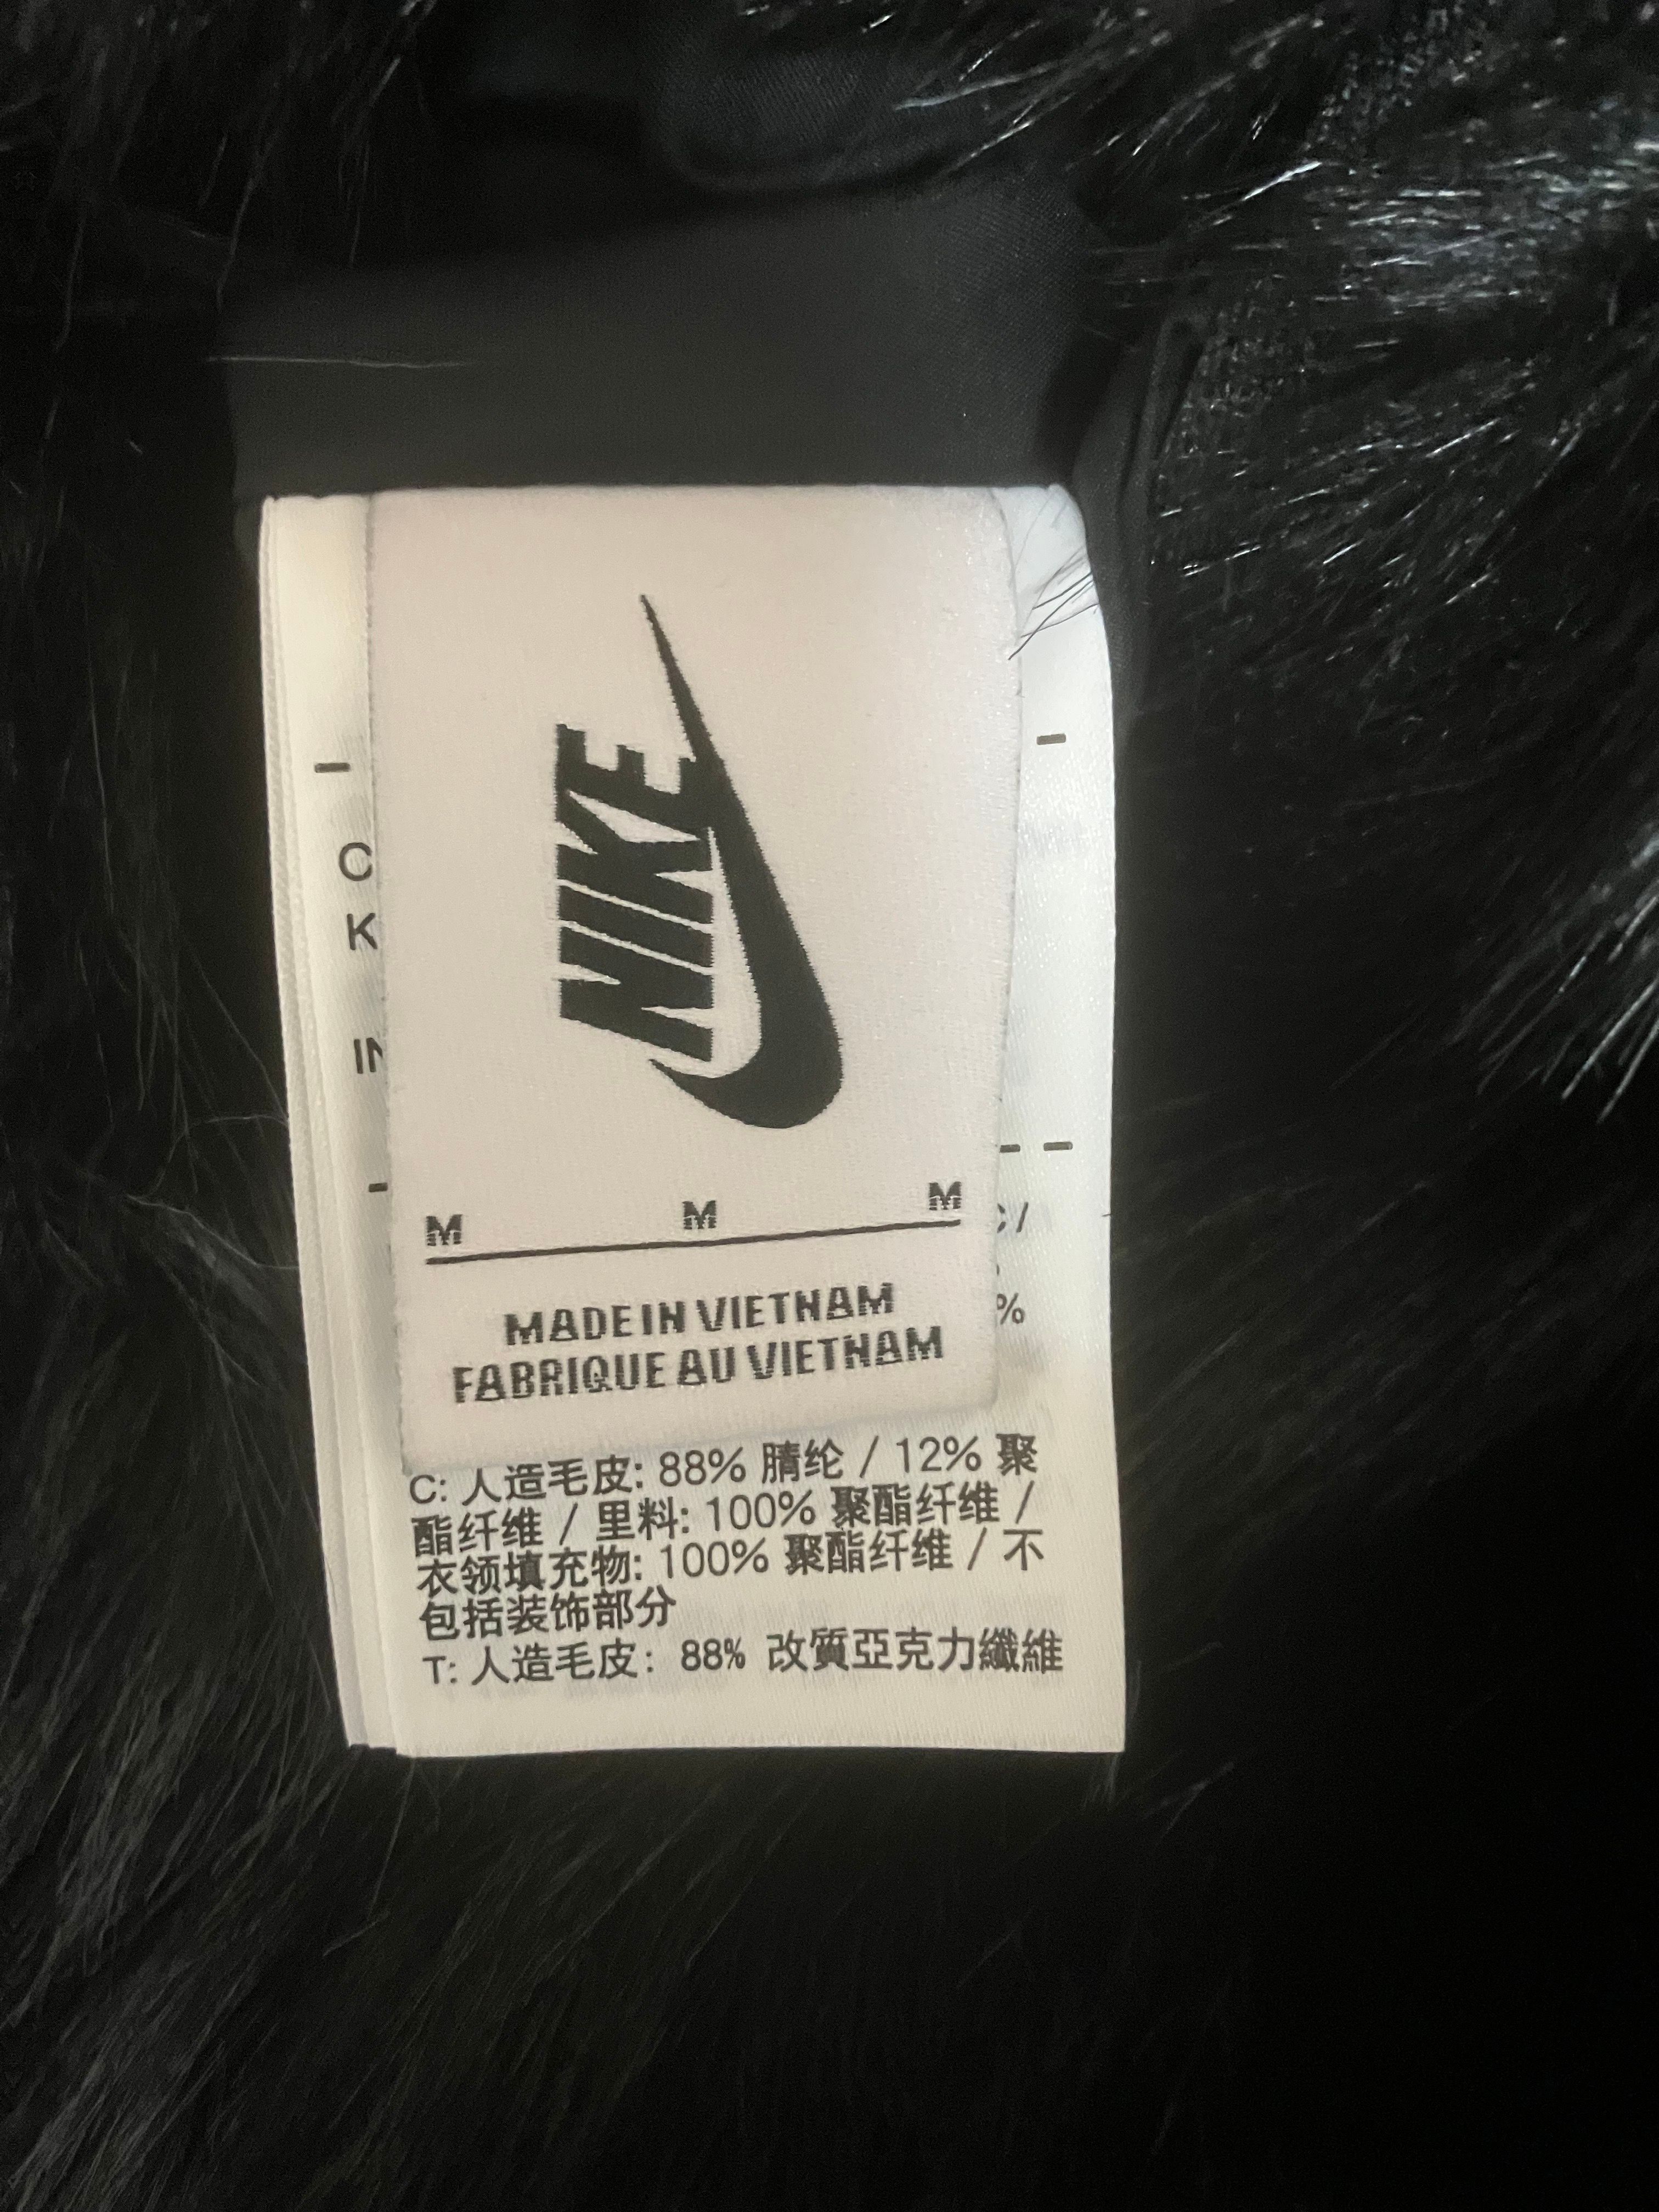 NIKE
C
K
M M M
C /
%
MADE IN VIETNAM
FABRIQUE AU VIETNAM
C: 人造毛皮: 88% 腈纶 / 12% 聚
酯纤维 / 里料: 100% 聚酯纤维 /
衣领填充物: 100% 聚酯纤维 / 不
包括装饰部分
T: 人造毛皮: 88% 改質亞克力纖維